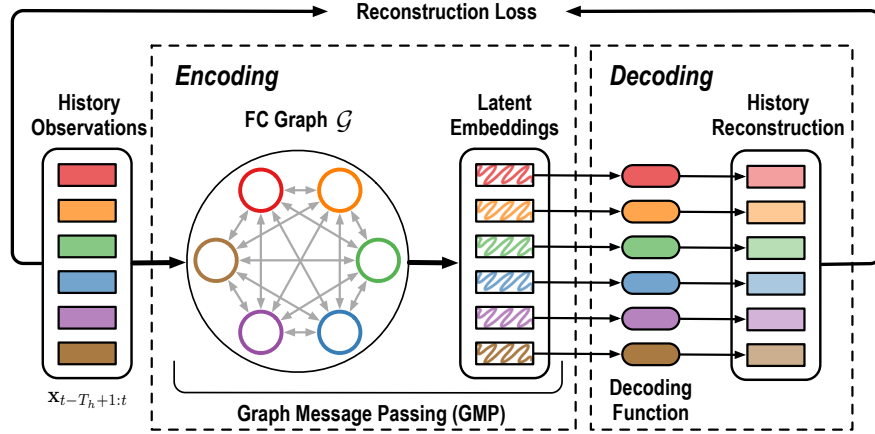 Reconstruction Loss
Encoding
Decoding
History
Observations
FC Graph 𝒢
Latent
Embeddings
History
Reconstruction
x_{t−T_h+1:t}
Graph Message Passing (GMP)
Decoding
Function